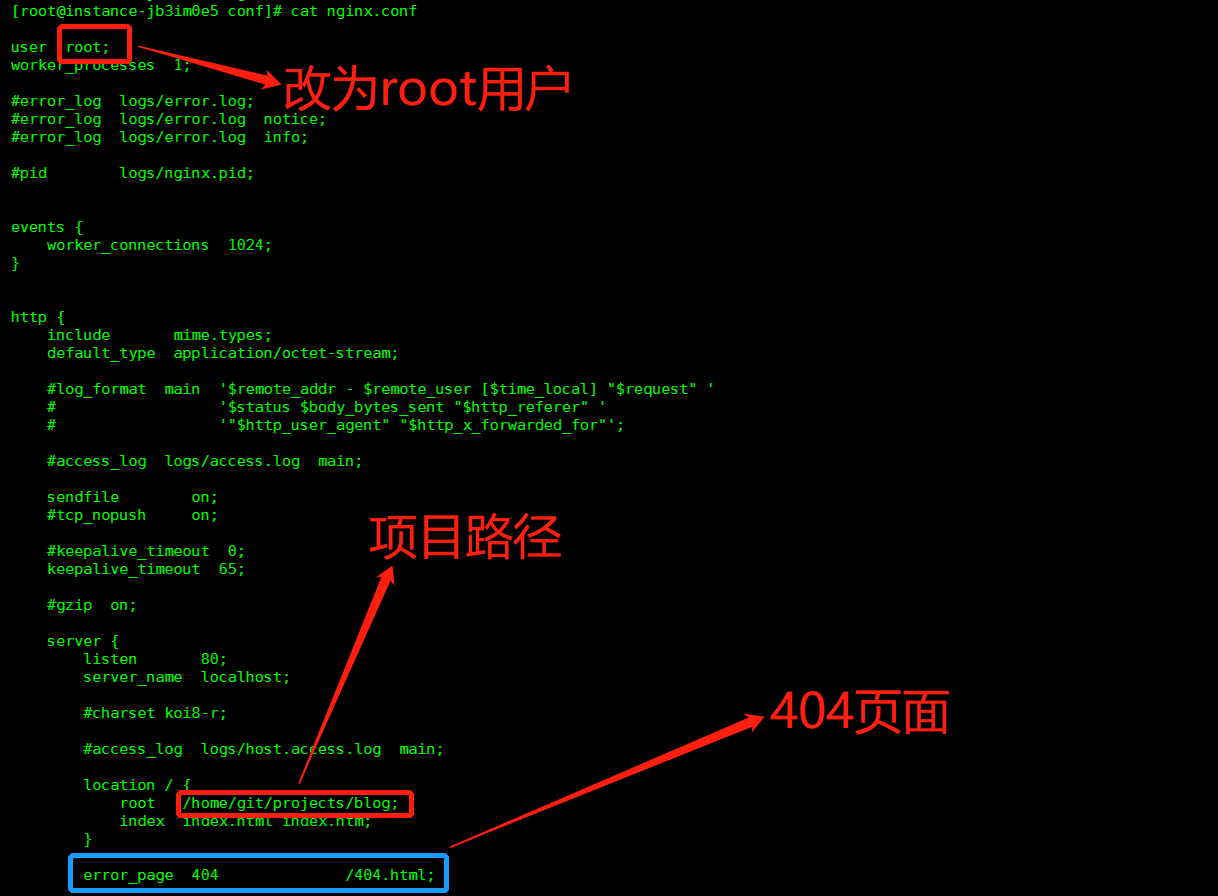 [root@instance-jb3im0e5 conf]# cat nginx.conf
user  root;
worker_processes  1;
改为root用户
#error_log  logs/error.log;
#error_log  logs/error.log  notice;
#error_log  logs/error.log  info;
#pid        logs/nginx.pid;
events {
    worker_connections  1024;
}
http {
    include       mime.types;
    default_type  application/octet-stream;
    #log_format  main  '$remote_addr - $remote_user [$time_local] "$request" '
    #                  '$status $body_bytes_sent "$http_referer" '
    #                  '"$http_user_agent" "$http_x_forwarded_for"';
    #access_log  logs/access.log  main;
    sendfile        on;
    #tcp_nopush     on;
项目路径
    #keepalive_timeout  0;
    keepalive_timeout  65;
    #gzip  on;
    server {
        listen       80;
        server_name  localhost;
        #charset koi8-r;
404页面
        #access_log  logs/host.access.log  main;
        location / {
            root   /home/git/projects/blog;
            index  index.html index.htm;
        }
        error_page  404              /404.html;